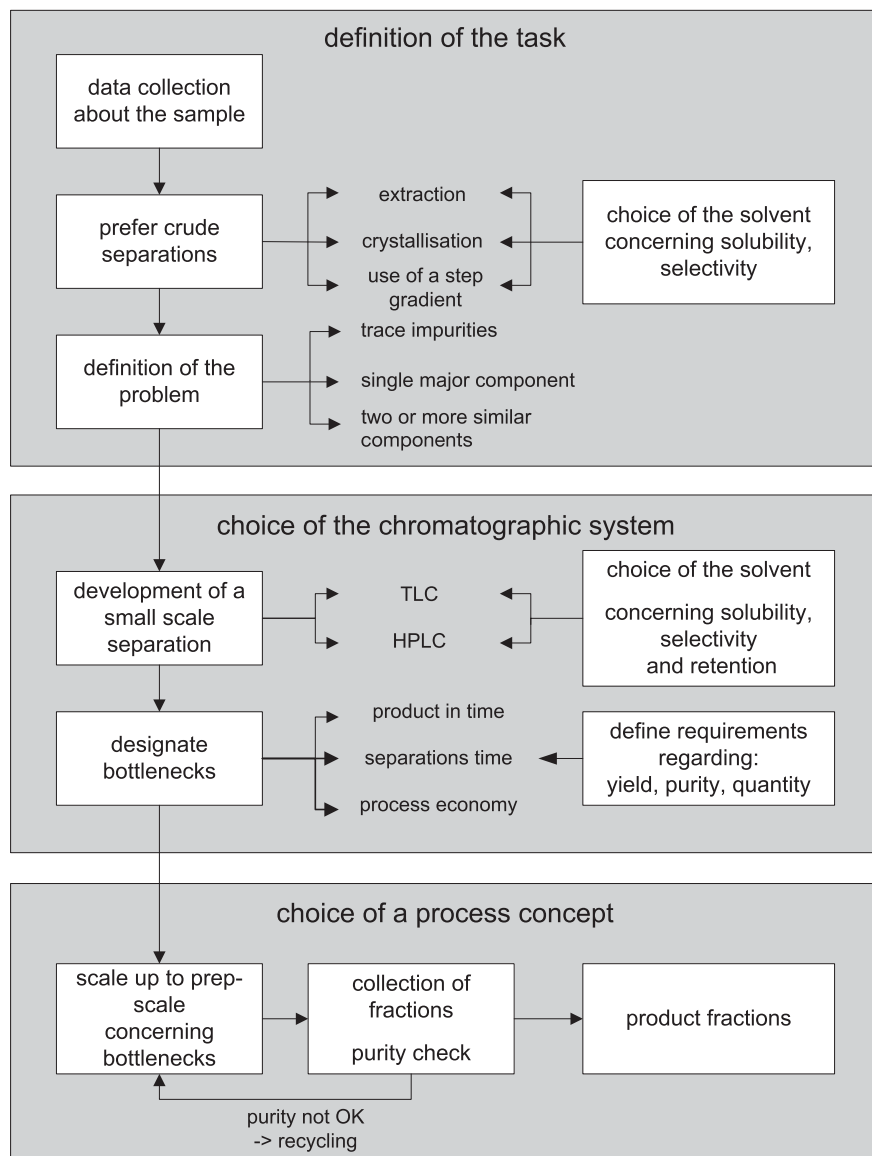 definition of the task
data collection
about the sample
prefer crude
separations
extraction
crystallisation
use of a step
gradient
choice of the solvent
concerning solubility,
selectivity
definition of the
problem
trace impurities
single major component
two or more similar
components
choice of the chromatographic system
development of a
small scale
separation
TLC
HPLC
choice of the solvent
concerning solubility,
selectivity
and retention
designate
bottlenecks
product in time
separations time
process economy
define requirements
regarding:
yield, purity, quantity
choice of a process concept
scale up to prep-
scale
concerning
bottlenecks
collection of
fractions
purity check
product fractions
purity not OK
-> recycling